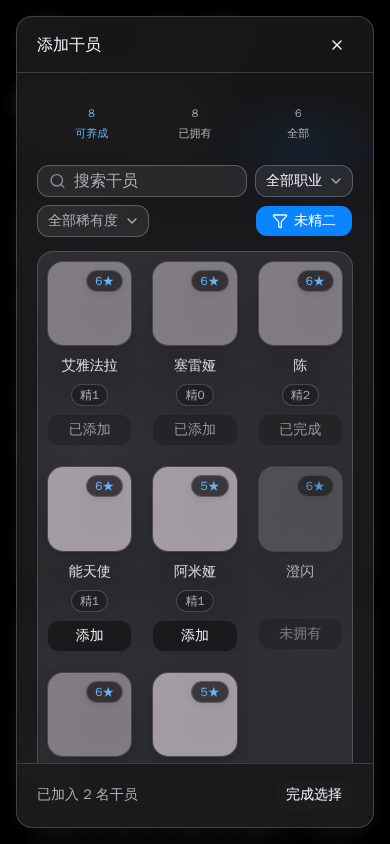 添加干员
8 8 6
可养成 已拥有 全部
搜索干员 全部职业
全部稀有度 未精二
6★ 6★ 6★
艾雅法拉 塞雷娅 陈
精1 精0 精2
已添加 已添加 已完成
6★ 5★ 6★
能天使 阿米娅 澄闪
精1 精1
添加 添加 未拥有
6★ 5★
已加入 2 名干员 完成选择